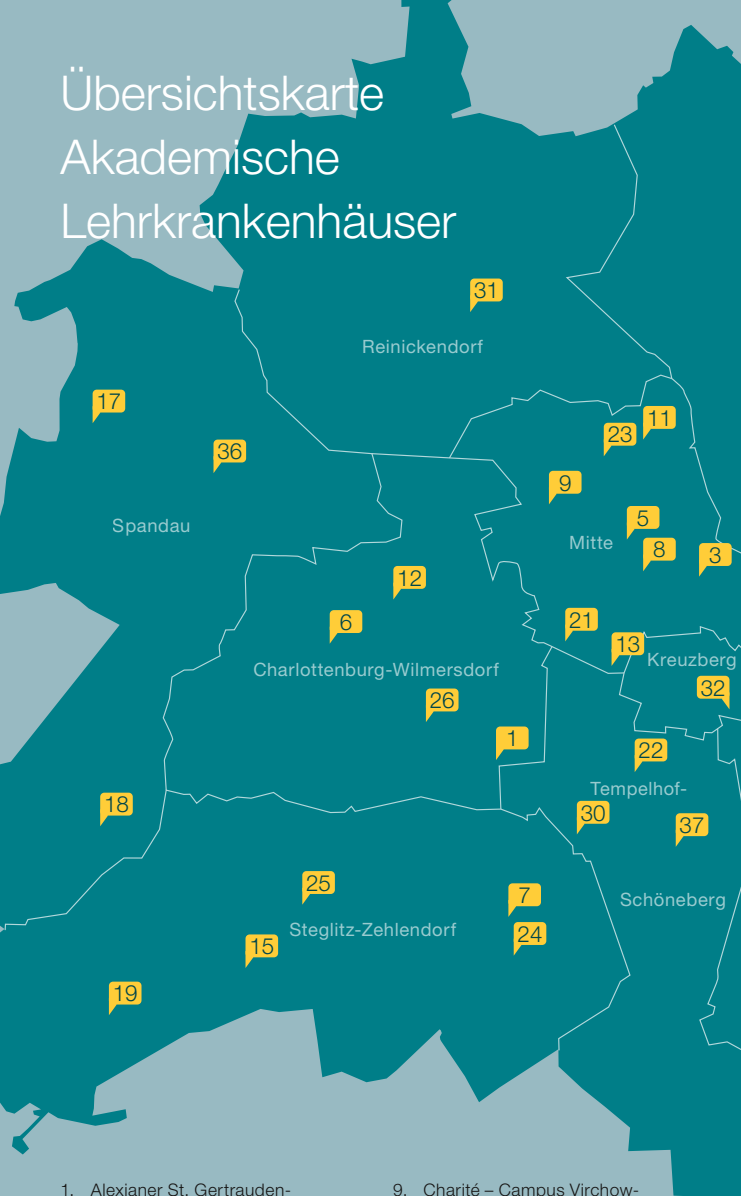 Übersichtskarte
Akademische
Lehrkrankenhäuser
31
Reinickendorf
17
11
23
36
9
5
Spandau
Mitte
8
3
12
6
21
13
Kreuzberg
Charlottenburg-Wilmersdorf
32
26
1
22
Tempelhof-
18
30
37
25
7
Schöneberg
Steglitz-Zehlendorf
24
15
19
1. Alexianer St. Gertrauden-
9. Charité – Campus Virchow-